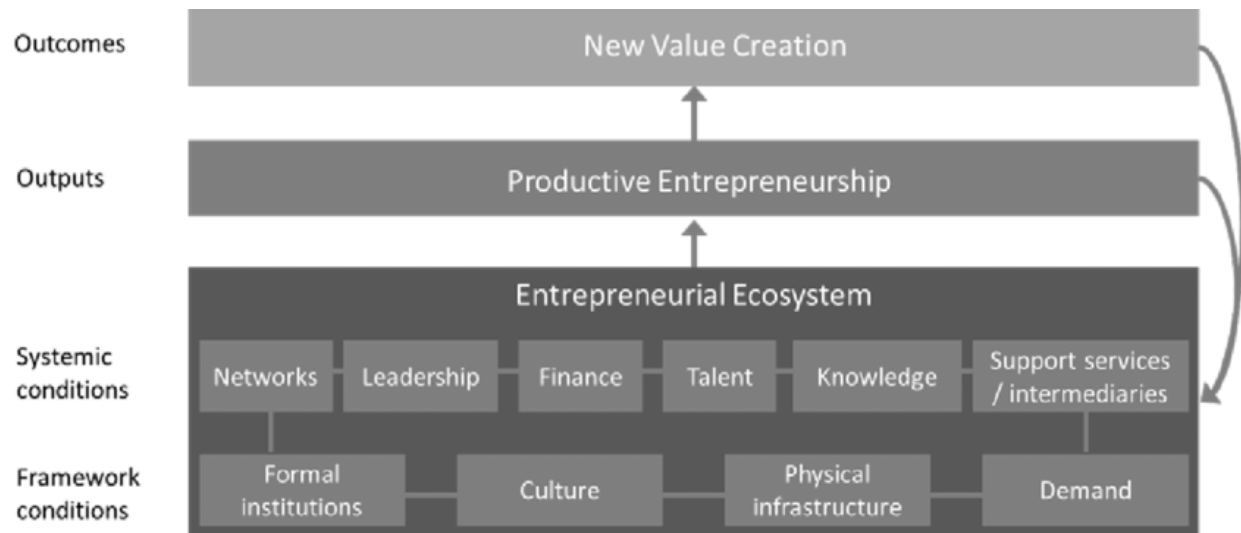 Outcomes
New Value Creation
Outputs
Productive Entrepreneurship
Entrepreneurial Ecosystem
Systemic
conditions
Networks
Leadership
Finance
Talent
Knowledge
Support services
/ intermediaries
Framework
conditions
Formal
institutions
Culture
Physical
infrastructure
Demand